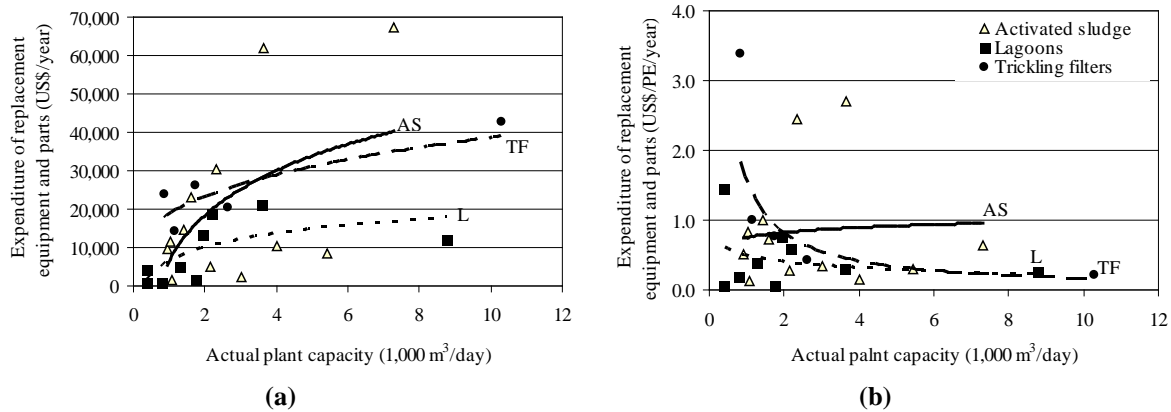 Expenditure of replacement
equipment and parts (US$/year)
70,000
60,000
50,000
40,000
30,000
20,000
10,000
0
AS
TF
L
0 2 4 6 8 10 12
Actual plant capacity (1,000 m³/day)
(a)
Expenditure of replacement
equipment and parts (US$/PE/year)
4.0
3.0
2.0
1.0
0.0
Activated sludge
Lagoons
Trickling filters
AS
L
TF
0 2 4 6 8 10 12
Actual palnt capacity (1,000 m³/day)
(b)